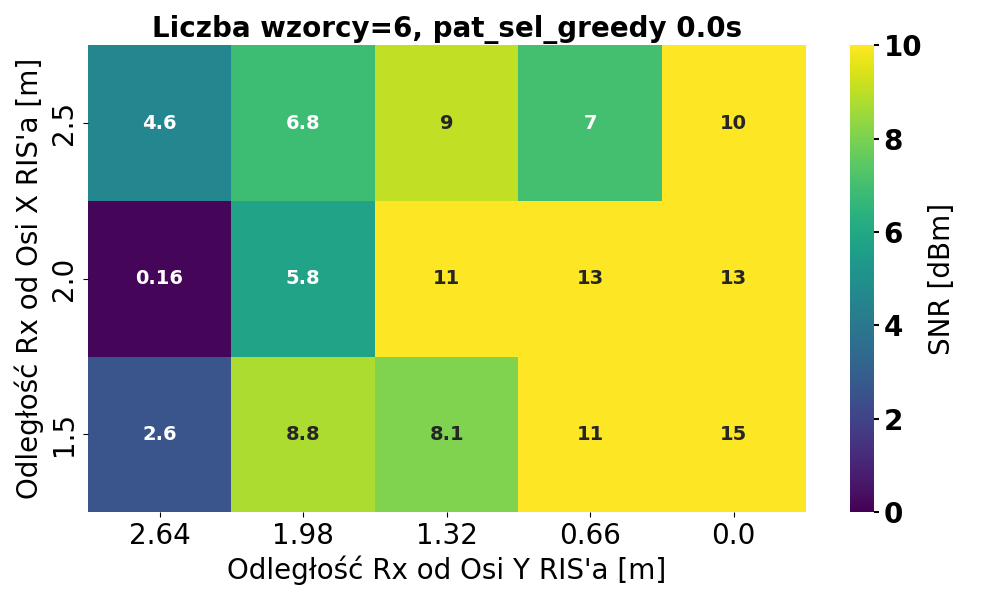 Liczba wzorcy=6, pat_sel_greedy 0.0s
Odległość Rx od Osi X RIS'a [m]
2.5
2.0
1.5
4.6 6.8 9 7 10
0.16 5.8 11 13 13
2.6 8.8 8.1 11 15
2.64 1.98 1.32 0.66 0.0
Odległość Rx od Osi Y RIS'a [m]
10
8
6
4
2
0
SNR [dBm]